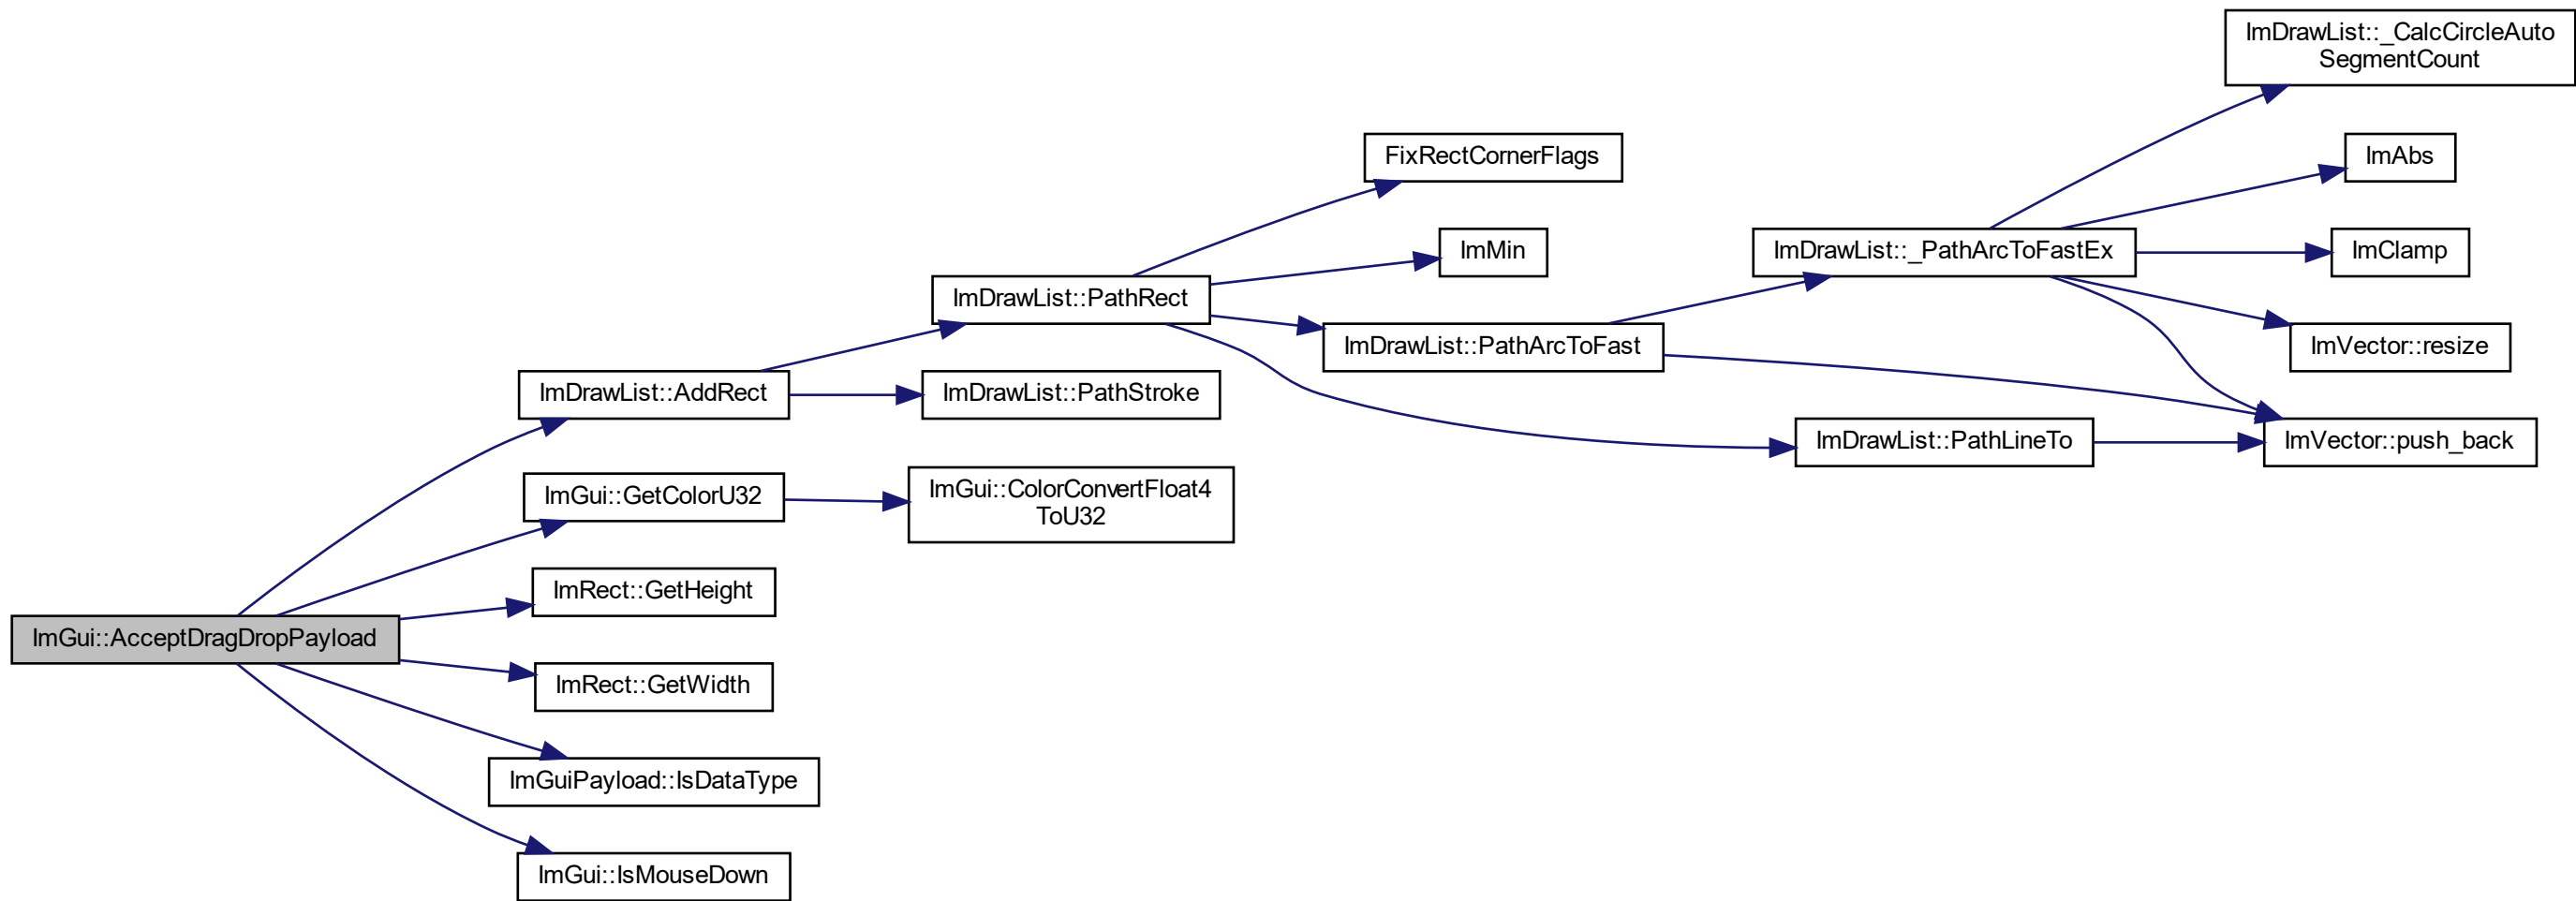 ImDrawList::_CalcCircleAuto
SegmentCount
FixRectCornerFlags
ImAbs
ImDrawList::_PathArcToFastEx
ImMin
ImClamp
ImDrawList::PathRect
ImDrawList::PathArcToFast
ImVector::resize
ImDrawList::AddRect
ImDrawList::PathStroke
ImDrawList::PathLineTo
ImVector::push_back
ImGui::GetColorU32
ImGui::ColorConvertFloat4
ToU32
ImRect::GetHeight
ImGui::AcceptDragDropPayload
ImRect::GetWidth
ImGuiPayload::IsDataType
ImGui::IsMouseDown